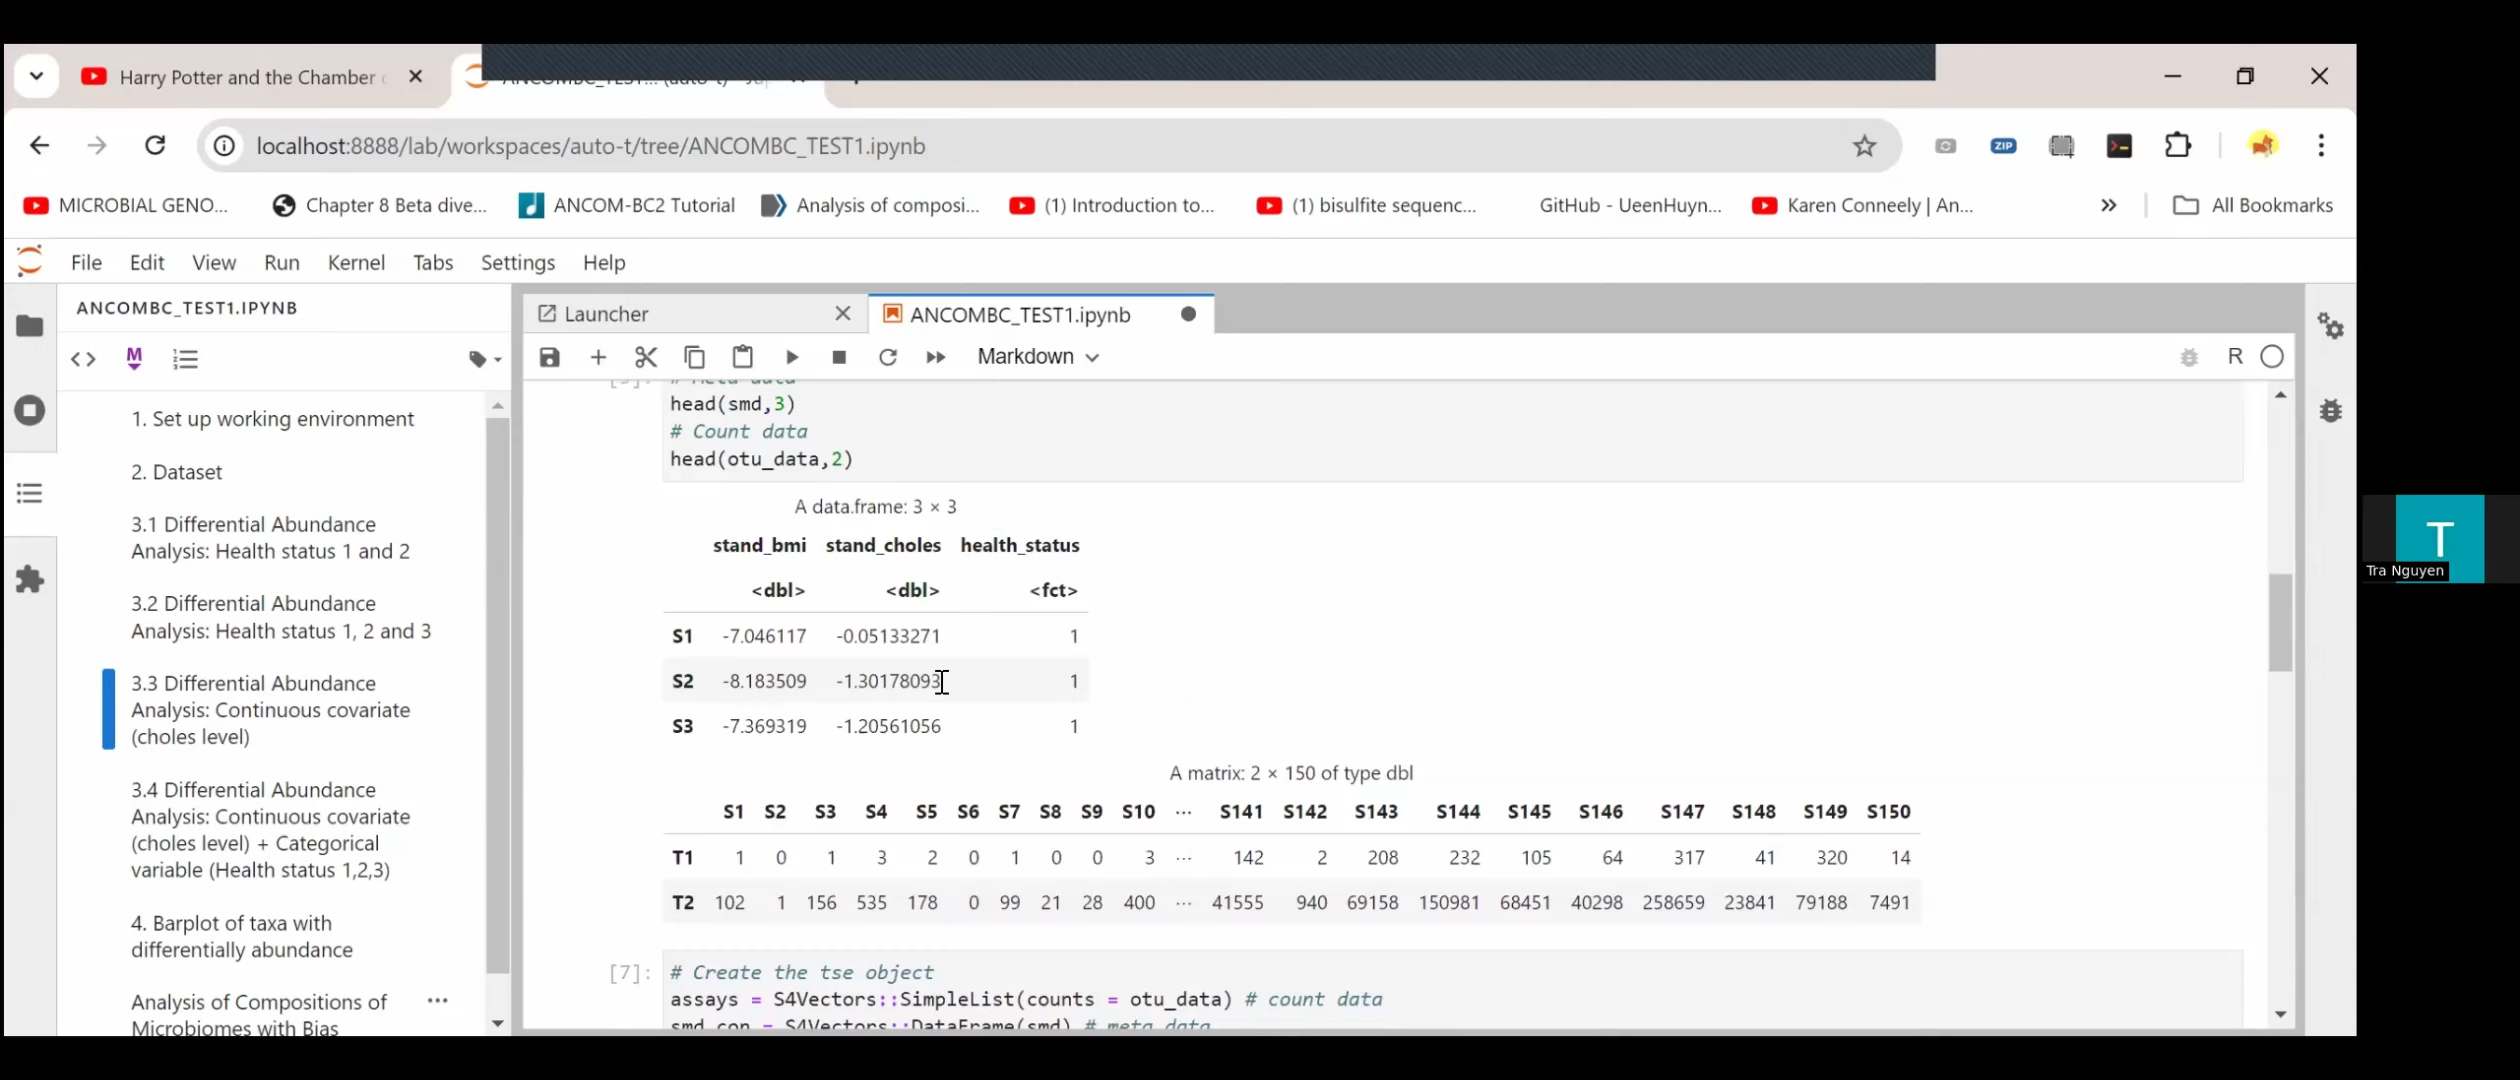 Harry Potter and the Chamber
localhost:8888/lab/workspaces/auto-t/tree/ANCOMBC_TEST1.ipynb
ZIP
MICROBIAL GENO... Chapter 8 Beta dive... ANCOM-BC2 Tutorial Analysis of composi... (1) Introduction to... (1) bisulfite sequenc... GitHub - UeenHuyn... Karen Conneely | An... » All Bookmarks
File Edit View Run Kernel Tabs Settings Help
ANCOMBC_TEST1.IPYNB
Launcher ANCOMBC_TEST1.ipynb
M
Markdown
R
1. Set up working environment
2. Dataset
3.1 Differential Abundance
Analysis: Health status 1 and 2
3.2 Differential Abundance
Analysis: Health status 1, 2 and 3
3.3 Differential Abundance
Analysis: Continuous covariate
(choles level)
3.4 Differential Abundance
Analysis: Continuous covariate
(choles level) + Categorical
variable (Health status 1,2,3)
4. Barplot of taxa with
differentially abundance
Analysis of Compositions of ...
Microbiomes with Bias
# Meta data
head(smd,3)
# Count data
head(otu_data,2)
A data.frame: 3 × 3
stand_bmi stand_choles health_status
<dbl> <dbl> <fct>
S1 -7.046117 -0.05133271 1
S2 -8.183509 -1.30178093 1
S3 -7.369319 -1.20561056 1
A matrix: 2 × 150 of type dbl
S1 S2 S3 S4 S5 S6 S7 S8 S9 S10 ... S141 S142 S143 S144 S145 S146 S147 S148 S149 S150
T1 1 0 1 3 2 0 1 0 0 3 ... 142 2 208 232 105 64 317 41 320 14
T2 102 1 156 535 178 0 99 21 28 400 ... 41555 940 69158 150981 68451 40298 258659 23841 79188 7491
[7]: # Create the tse object
assays = S4Vectors::SimpleList(counts = otu_data) # count data
smd_con = S4Vectors::DataFrame(smd) # meta data
T
Tra Nguyen